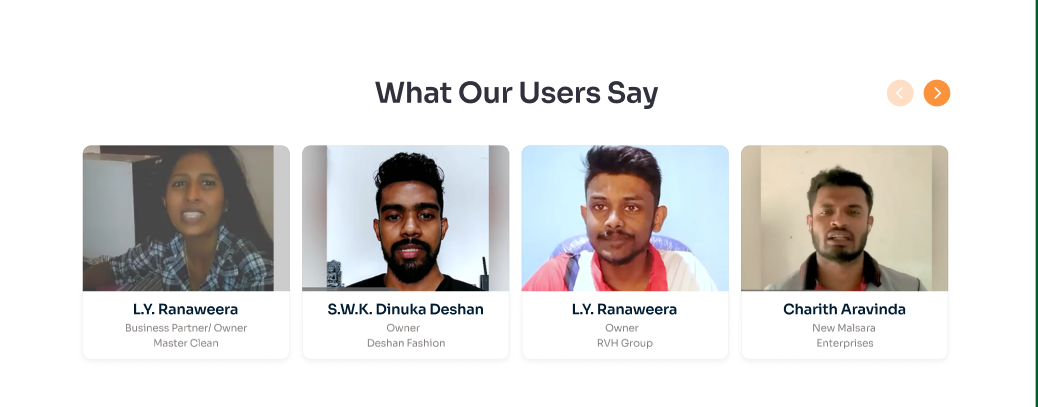 What Our Users Say
L.Y. Ranaweera
Business Partner/ Owner
Master Clean
S.W.K. Dinuka Deshan
Owner
Deshan Fashion
L.Y. Ranaweera
Owner
RVH Group
Charith Aravinda
New Malsara
Enterprises